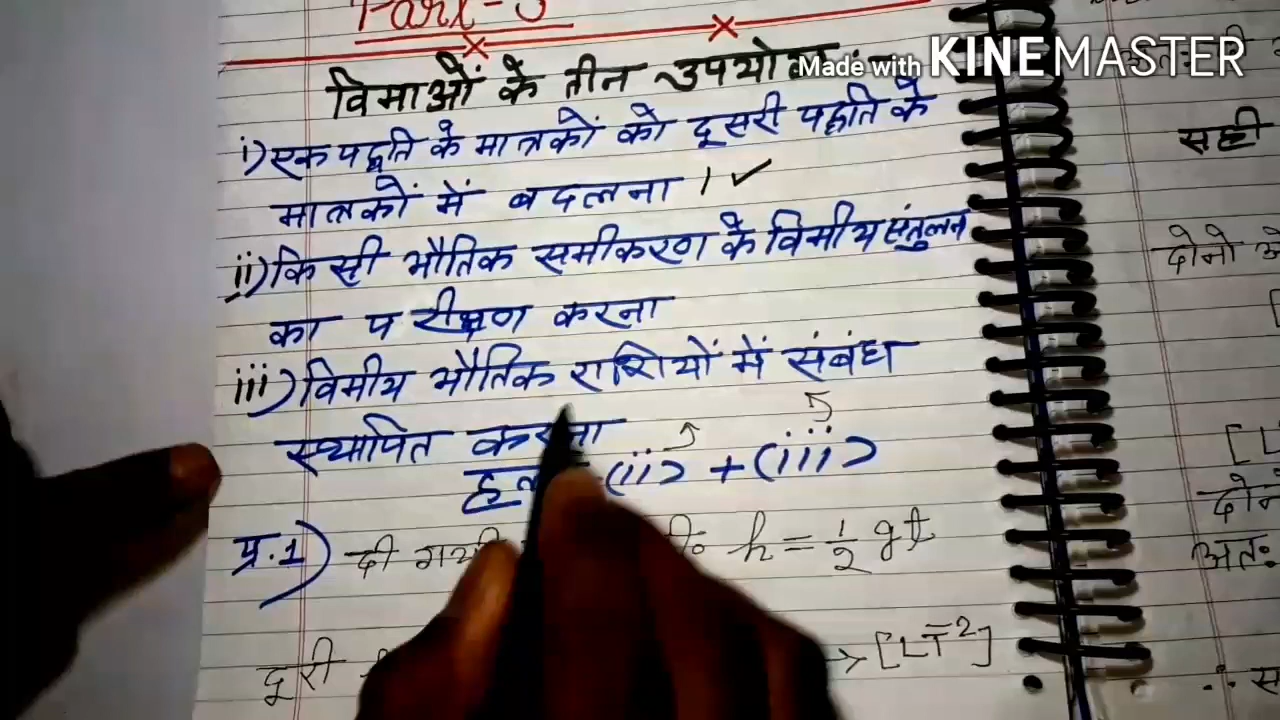 Part-3
विमाओं के तीन उपयोग
Made with KINEMASTER
i) एक पद्धति के मात्रकों को दूसरी पद्धति के
मात्रकों में बदलना । ✓
ii) किसी भौतिक समीकरण के विमीय संतुलन
का परीक्षण करना
iii) विमीय भौतिक राशियों में संबंध
स्थापित करना
हल (ii) + (iii)
प्र.1) दी गयी h = 1/2 gt
दूरी → [LT⁻²]
सही
दोनो
[L
अतः
∴ स